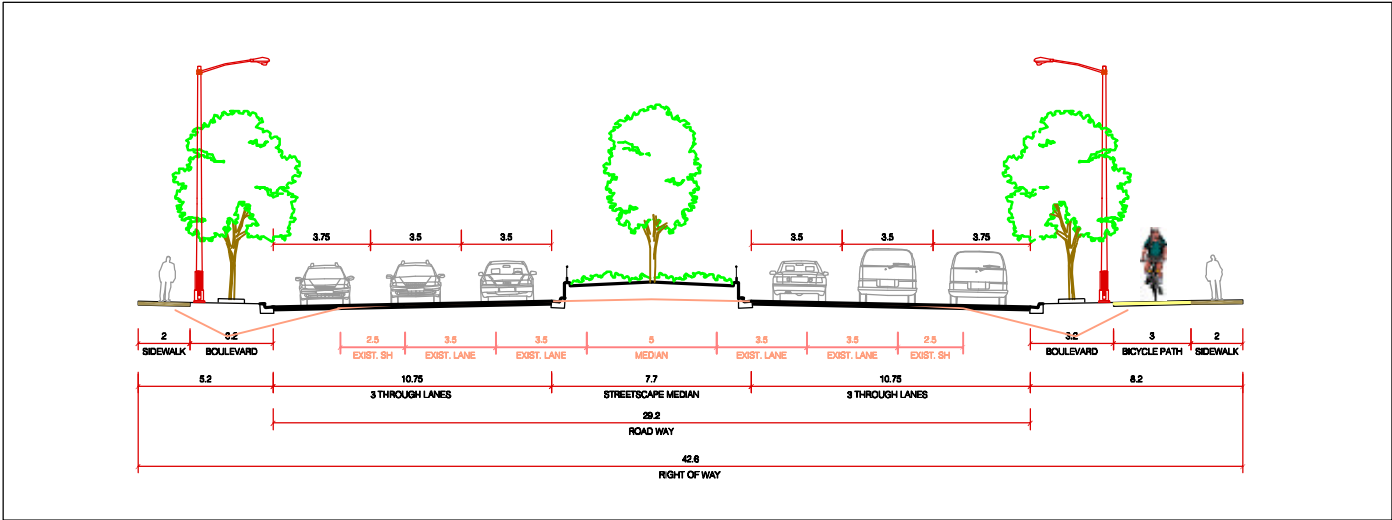 3.75 3.5 3.5 3.5 3.5 3.75
2 3.2 2.5 3.5 3.5 5 3.5 3.5 2.5 3.2 3 2
SIDEWALK BOULEVARD EXIST. SH EXIST. LANE EXIST. LANE MEDIAN EXIST. LANE EXIST. LANE EXIST. SH BOULEVARD BICYCLE PATH SIDEWALK
5.2 10.75 7.7 10.75 8.2
3 THROUGH LANES STREETSCAPE MEDIAN 3 THROUGH LANES
29.2
ROAD WAY
42.6
RIGHT OF WAY